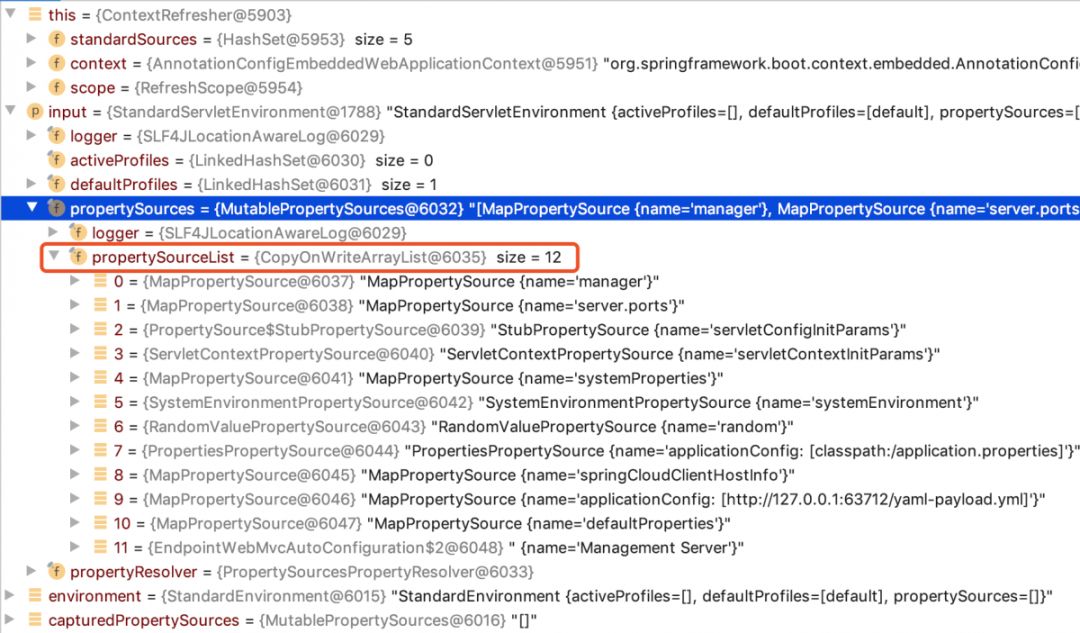 this = {ContextRefresher@5903}
f standardSources = {HashSet@5953} size = 5
f context = {AnnotationConfigEmbeddedWebApplicationContext@5951} "org.springframework.boot.context.embedded.AnnotationConfi
f scope = {RefreshScope@5954}
p input = {StandardServletEnvironment@1788} "StandardServletEnvironment {activeProfiles=[], defaultProfiles=[default], propertySources=[
f logger = {SLF4JLocationAwareLog@6029}
f activeProfiles = {LinkedHashSet@6030} size = 0
f defaultProfiles = {LinkedHashSet@6031} size = 1
f propertySources = {MutablePropertySources@6032} "[MapPropertySource {name='manager'}, MapPropertySource {name='server.ports
f logger = {SLF4JLocationAwareLog@6029}
f propertySourceList = {CopyOnWriteArrayList@6035} size = 12
0 = {MapPropertySource@6037} "MapPropertySource {name='manager'}"
1 = {MapPropertySource@6038} "MapPropertySource {name='server.ports'}"
2 = {PropertySource$StubPropertySource@6039} "StubPropertySource {name='servletConfigInitParams'}"
3 = {ServletContextPropertySource@6040} "ServletContextPropertySource {name='servletContextInitParams'}"
4 = {MapPropertySource@6041} "MapPropertySource {name='systemProperties'}"
5 = {SystemEnvironmentPropertySource@6042} "SystemEnvironmentPropertySource {name='systemEnvironment'}"
6 = {RandomValuePropertySource@6043} "RandomValuePropertySource {name='random'}"
7 = {PropertiesPropertySource@6044} "PropertiesPropertySource {name='applicationConfig: [classpath:/application.properties]'}"
8 = {MapPropertySource@6045} "MapPropertySource {name='springCloudClientHostInfo'}"
9 = {MapPropertySource@6046} "MapPropertySource {name='applicationConfig: [http://127.0.0.1:63712/yaml-payload.yml]'}"
10 = {MapPropertySource@6047} "MapPropertySource {name='defaultProperties'}"
11 = {EndpointWebMvcAutoConfiguration$2@6048} " {name='Management Server'}"
f propertyResolver = {PropertySourcesPropertyResolver@6033}
environment = {StandardEnvironment@6015} "StandardEnvironment {activeProfiles=[], defaultProfiles=[default], propertySources=[]}"
capturedPropertySources = {MutablePropertySources@6016} "[]"